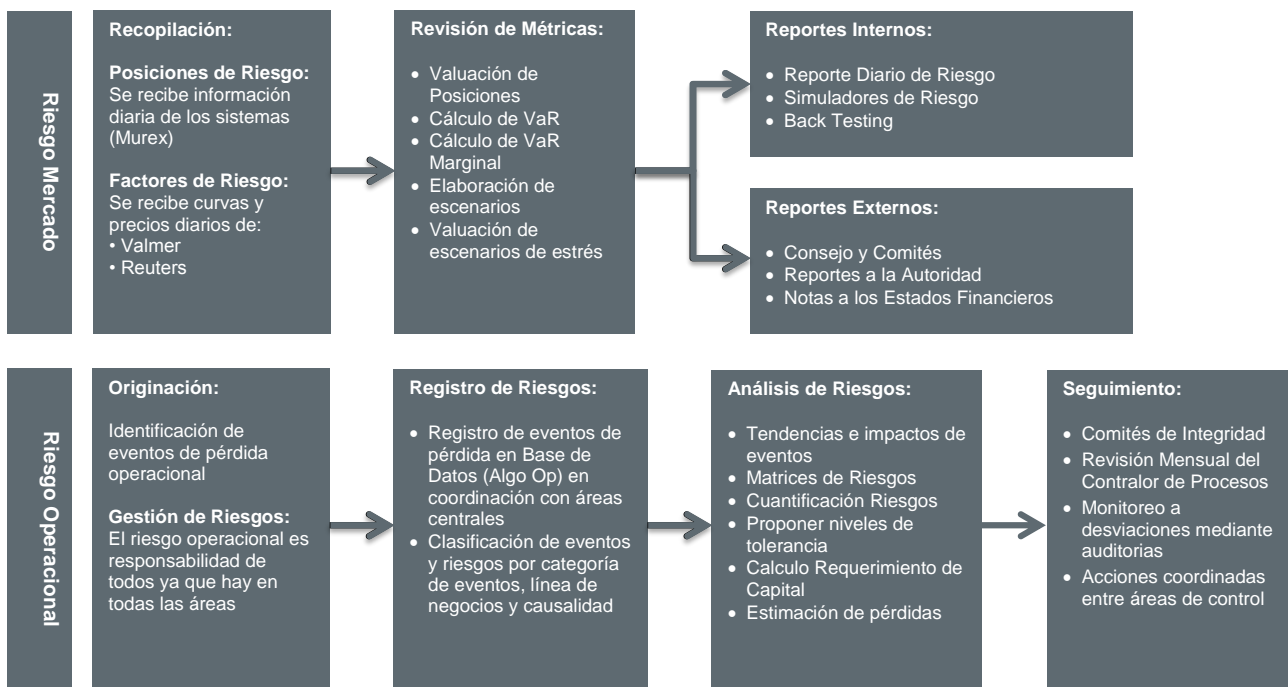 Riesgo Mercado
Recopilación:
Posiciones de Riesgo:
Se recibe información
diaria de los sistemas
(Murex)
Factores de Riesgo:
Se recibe curvas y
precios diarios de:
• Valmer
• Reuters
Revisión de Métricas:
• Valuación de
Posiciones
• Cálculo de VaR
• Cálculo de VaR
Marginal
• Elaboración de
escenarios
• Valuación de
escenarios de estrés
Reportes Internos:
• Reporte Diario de Riesgo
• Simuladores de Riesgo
• Back Testing
Reportes Externos:
• Consejo y Comités
• Reportes a la Autoridad
• Notas a los Estados Financieros
Riesgo Operacional
Originación:
Identificación de
eventos de pérdida
operacional
Gestión de Riesgos:
El riesgo operacional es
responsabilidad de
todos ya que hay en
todas las áreas
Registro de Riesgos:
• Registro de eventos de
pérdida en Base de
Datos (Algo Op) en
coordinación con áreas
centrales
• Clasificación de eventos
y riesgos por categoría
de eventos, línea de
negocios y causalidad
Análisis de Riesgos:
• Tendencias e impactos de
eventos
• Matrices de Riesgos
• Cuantificación Riesgos
• Proponer niveles de
tolerancia
• Calculo Requerimiento de
Capital
• Estimación de pérdidas
Seguimiento:
• Comités de Integridad
• Revisión Mensual del
Contralor de Procesos
• Monitoreo a
desviaciones mediante
auditorias
• Acciones coordinadas
entre áreas de control